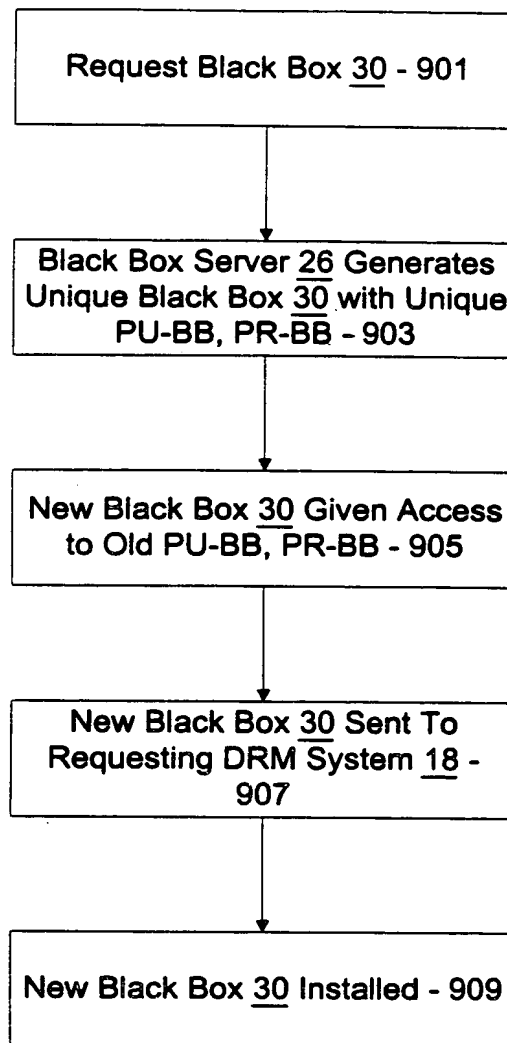 Request Black Box 30 - 901
Black Box Server 26 Generates
Unique Black Box 30 with Unique
PU-BB, PR-BB - 903
New Black Box 30 Given Access
to Old PU-BB, PR-BB - 905
New Black Box 30 Sent To
Requesting DRM System 18 -
907
New Black Box 30 Installed - 909